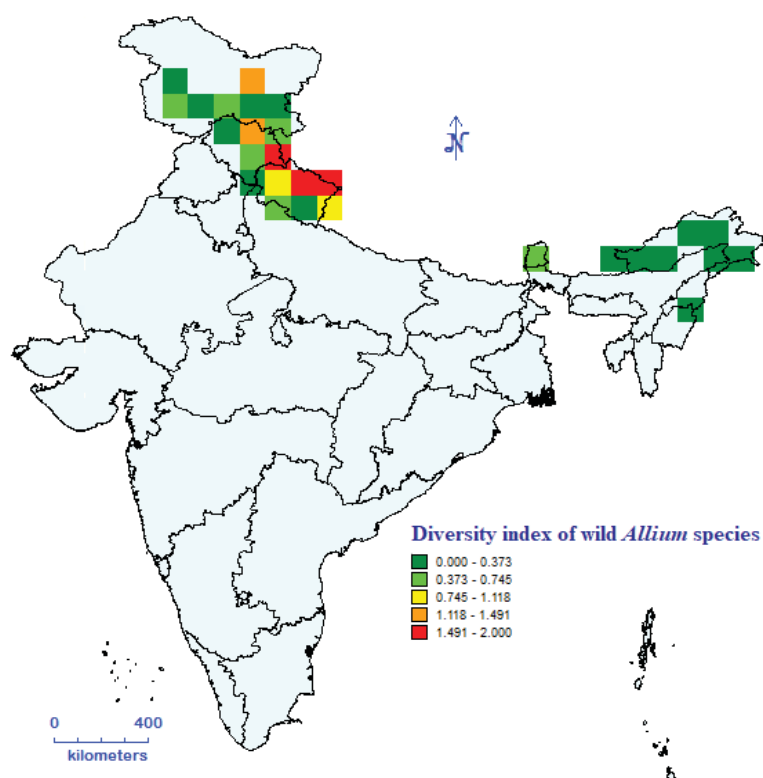 N
Diversity index of wild Allium species
0.000 - 0.373
0.373 - 0.745
0.745 - 1.118
1.118 - 1.491
1.491 - 2.000
0 400
kilometers